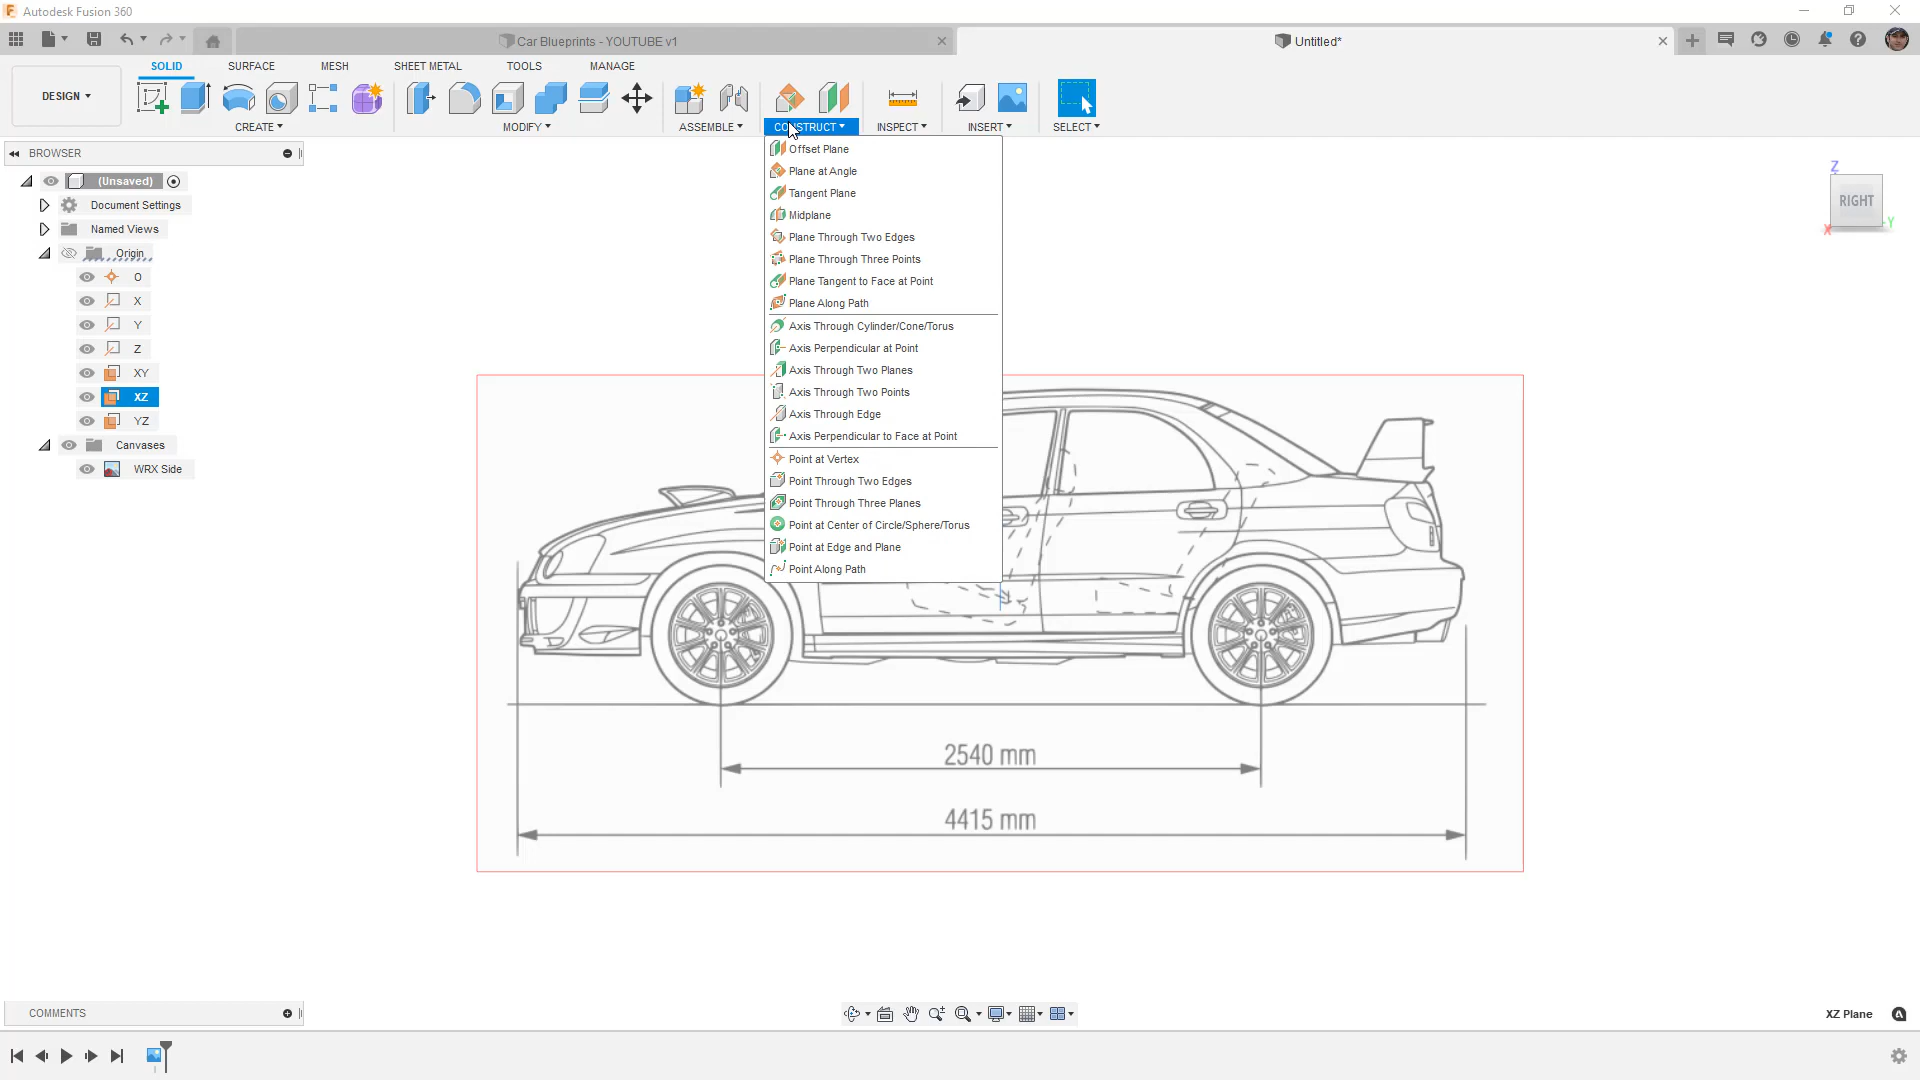 Autodesk Fusion 360
Car Blueprints - YOUTUBE v1
Untitled*
DESIGN
SOLID
SURFACE
MESH
SHEET METAL
TOOLS
MANAGE
CREATE
MODIFY
ASSEMBLE
CONSTRUCT
INSPECT
INSERT
SELECT
BROWSER
(Unsaved)
Document Settings
Named Views
Origin
O
X
Y
Z
XY
XZ
YZ
Canvases
WRX Side
Offset Plane
Plane at Angle
Tangent Plane
Midplane
Plane Through Two Edges
Plane Through Three Points
Plane Tangent to Face at Point
Plane Along Path
Axis Through Cylinder/Cone/Torus
Axis Perpendicular at Point
Axis Through Two Planes
Axis Through Two Points
Axis Through Edge
Axis Perpendicular to Face at Point
Point at Vertex
Point Through Two Edges
Point Through Three Planes
Point at Center of Circle/Sphere/Torus
Point at Edge and Plane
Point Along Path
Z
RIGHT
X
Y
2540 mm
4415 mm
COMMENTS
XZ Plane